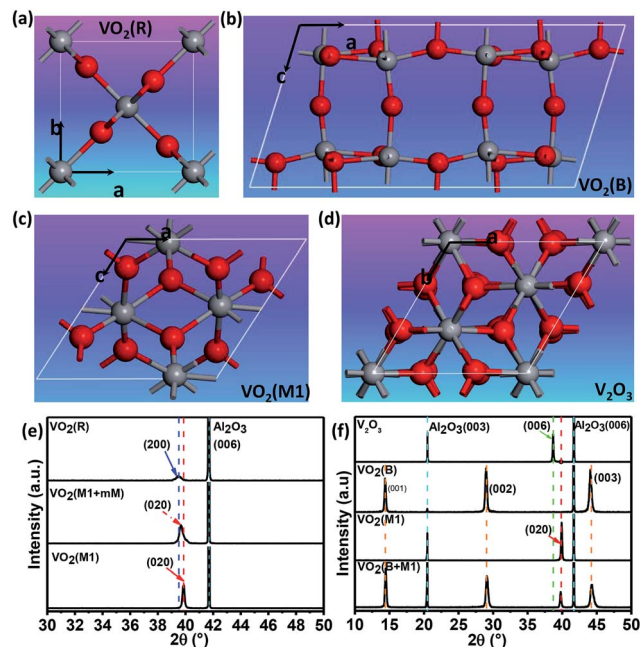 (a)
VO2(R)
b
a
(b)
a
c
VO2(B)
(c)
a
c
VO2(M1)
(d)
a
b
V2O3
(e)
VO2(R)
Al2O3
(006)
(200)
VO2(M1+mM)
(020)
VO2(M1)
(020)
Intensity (a.u.)
30 32 34 36 38 40 42 44 46 48 50
2θ (°)
(f)
V2O3
Al2O3(003)
(006)
Al2O3(006)
VO2(B)
(001)
(002)
(003)
VO2(M1)
(020)
VO2(B+M1)
Intensity (a.u)
10 15 20 25 30 35 40 45 50
2θ (°)